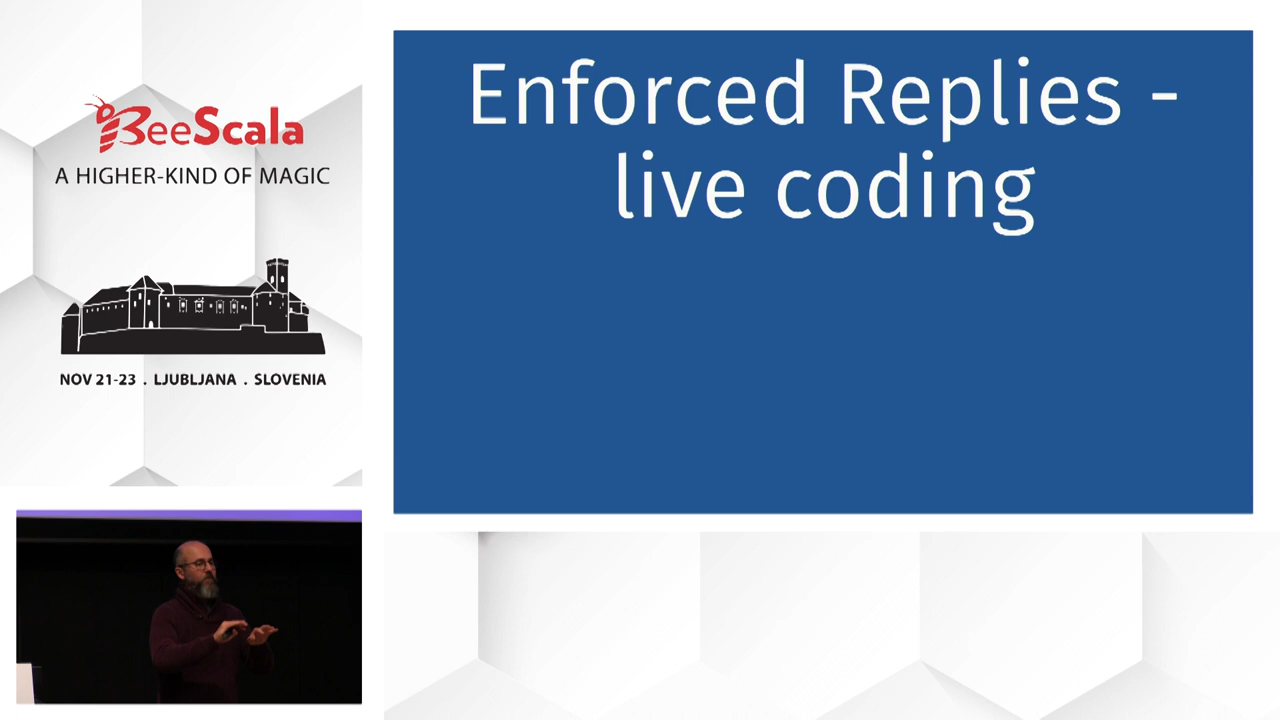 BeeScala
A HIGHER-KIND OF MAGIC
NOV 21-23 . LJUBLJANA . SLOVENIA
Enforced Replies -
live coding